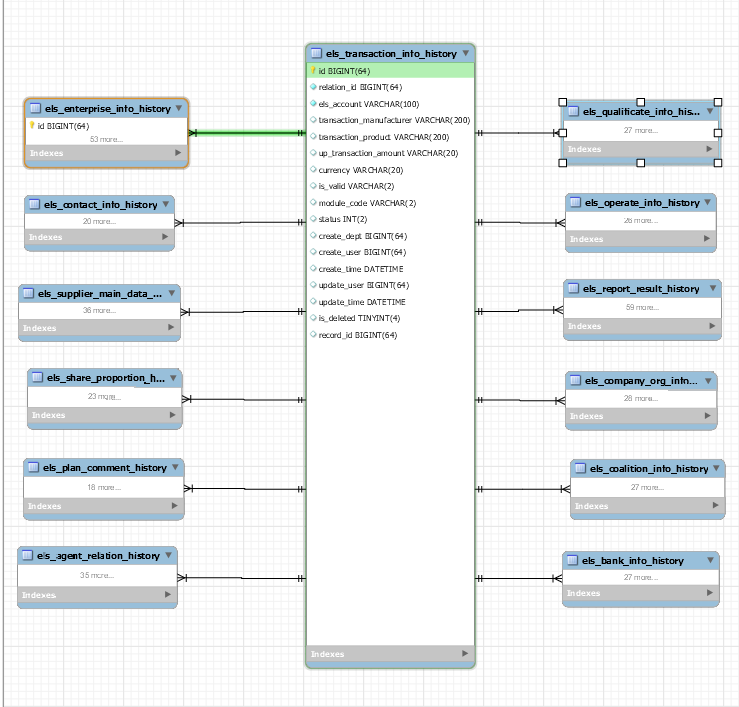 els_transaction_info_history
id BIGINT(64)
relation_id BIGINT(64)
els_account VARCHAR(100)
transaction_manufacturer VARCHAR(200)
transaction_product VARCHAR(200)
up_transaction_amount VARCHAR(20)
currency VARCHAR(20)
is_valid VARCHAR(2)
module_code VARCHAR(2)
status INT(2)
create_dept BIGINT(64)
create_user BIGINT(64)
create_time DATETIME
update_user BIGINT(64)
update_time DATETIME
is_deleted TINYINT(4)
record_id BIGINT(64)
Indexes
els_enterprise_info_history
id BIGINT(64)
53 more...
Indexes
els_contact_info_history
20 more...
Indexes
els_supplier_main_data_...
36 more...
Indexes
els_share_proportion_h...
23 more...
Indexes
els_plan_comment_history
18 more...
Indexes
els_agent_relation_history
35 more...
Indexes
els_qualificate_info_his...
27 more...
Indexes
els_operate_info_history
26 more...
Indexes
els_report_result_history
59 more...
Indexes
els_company_org_info...
28 more...
Indexes
els_coalition_info_history
27 more...
Indexes
els_bank_info_history
27 more...
Indexes